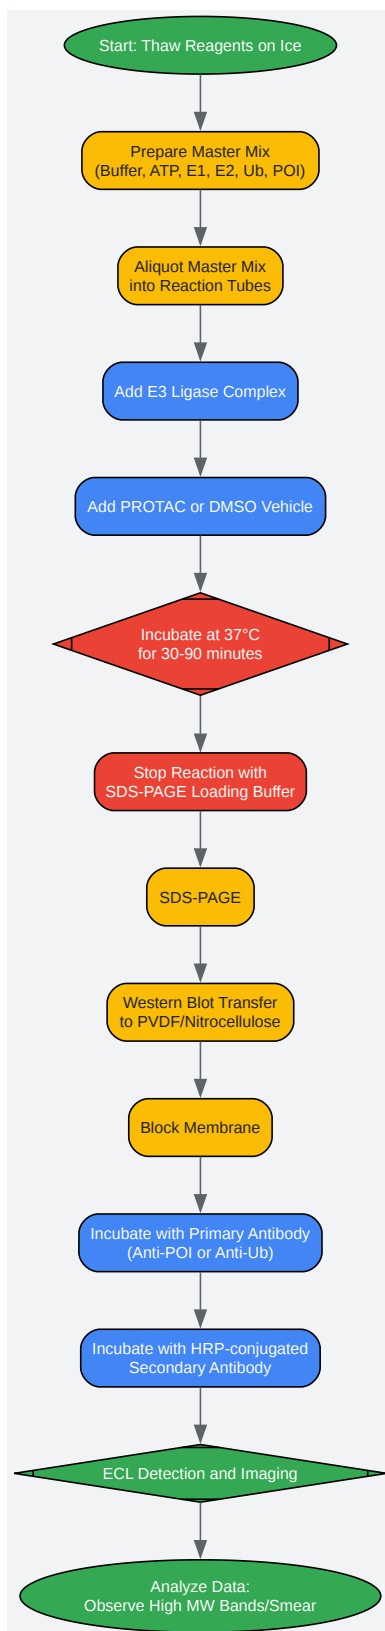 Start: Thaw Reagents on Ice
Prepare Master Mix
(Buffer, ATP, E1, E2, Ub, POI)
Aliquot Master Mix
into Reaction Tubes
Add E3 Ligase Complex
Add PROTAC or DMSO Vehicle
Incubate at 37°C
for 30-90 minutes
Stop Reaction with
SDS-PAGE Loading Buffer
SDS-PAGE
Western Blot Transfer
to PVDF/Nitrocellulose
Block Membrane
Incubate with Primary Antibody
(Anti-POI or Anti-Ub)
Incubate with HRP-conjugated
Secondary Antibody
ECL Detection and Imaging
Analyze Data:
Observe High MW Bands/Smear